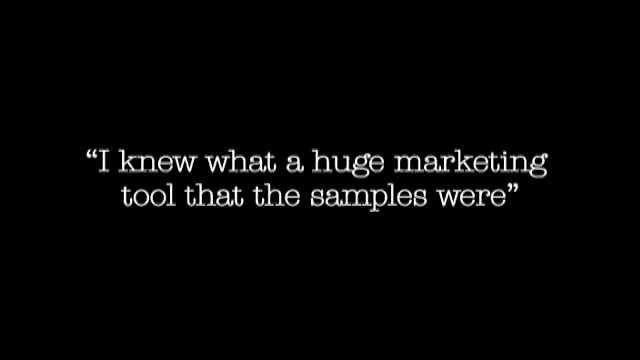 “I knew what a huge marketing
tool that the samples were”